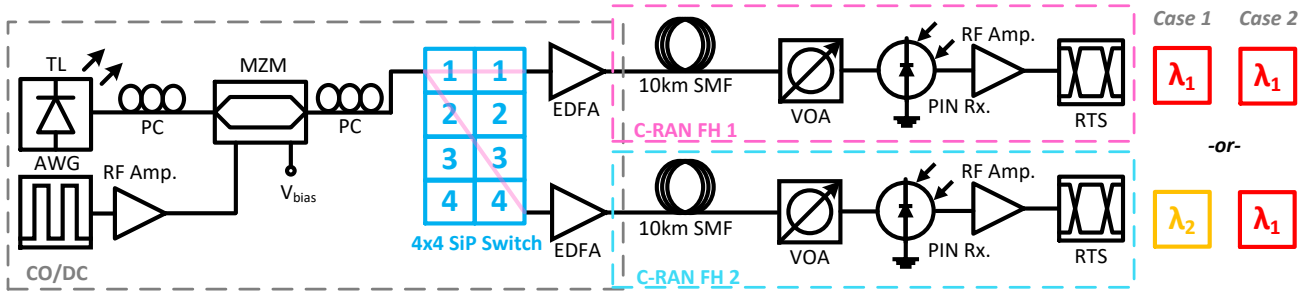 Case 1 Case 2
TL
MZM
RF Amp.
1 1
λ1
λ1
PC
PC
EDFA
10km SMF
VOA
PIN Rx.
RTS
2 2
C-RAN FH 1
AWG
RF Amp.
-or-
3 3
RF Amp.
Vbias
4 4
λ2
λ1
4x4 SiP Switch
EDFA
10km SMF
VOA
PIN Rx.
RTS
CO/DC
C-RAN FH 2